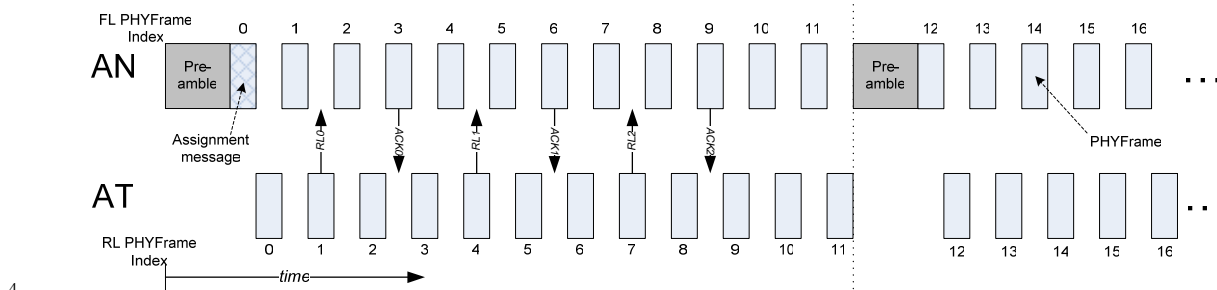 FL PHYFrame
Index
0 1 2 3 4 5 6 7 8 9 10 11 12 13 14 15 16
AN
Pre-
amble
Pre-
amble
...
Assignment
message
RL0
ACK0
RL1
ACK1
RL2
ACK2
PHYFrame
AT
..
RL PHYFrame
Index
0 1 2 3 4 5 6 7 8 9 10 11 12 13 14 15 16
time
4